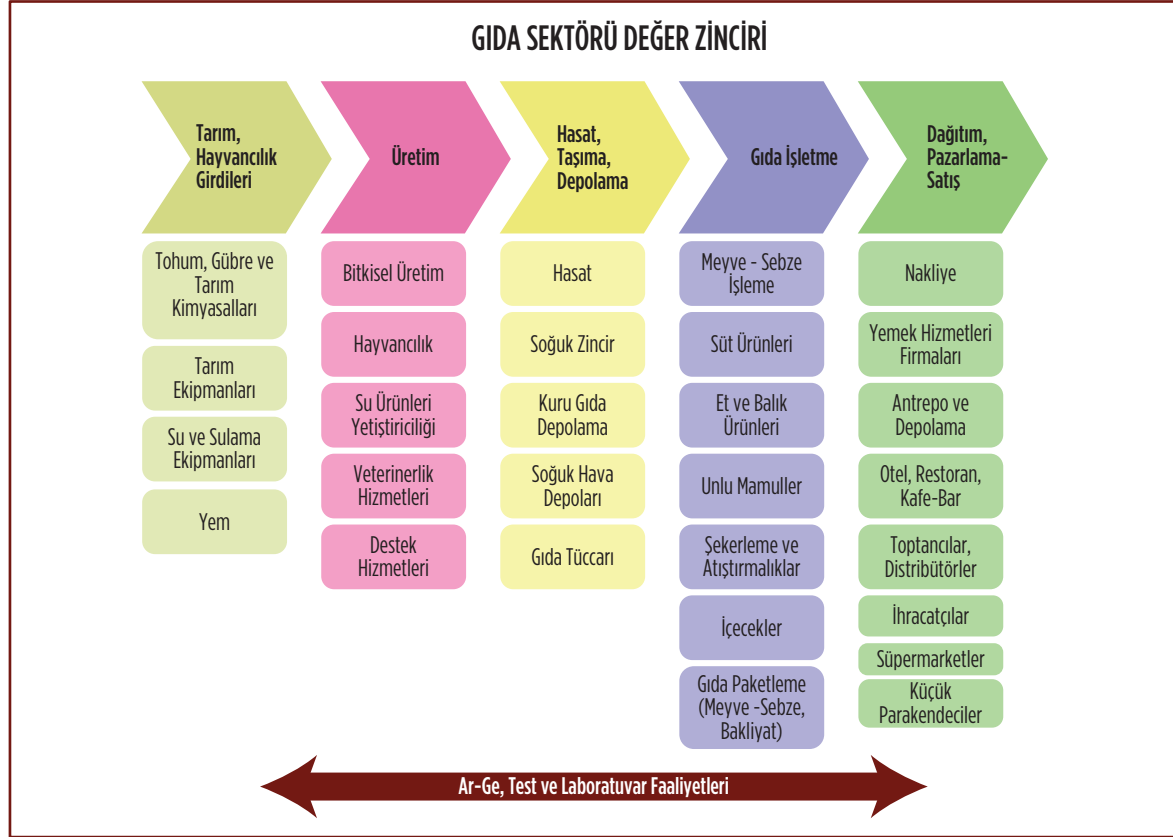 GIDA SEKTÖRÜ DEĞER ZİNCİRİ
Tarım,
Hayvancılık
Girdileri
Üretim
Hasat,
Taşıma,
Depolama
Gıda İşletme
Dağıtım,
Pazarlama-
Satış
Tohum, Gübre ve
Tarım
Kimyasalları
Tarım
Ekipmanları
Su ve Sulama
Ekipmanları
Yem
Bitkisel Üretim
Hayvancılık
Su Ürünleri
Yetiştiriciliği
Veterinerlik
Hizmetleri
Destek
Hizmetleri
Hasat
Soğuk Zincir
Kuru Gıda
Depolama
Soğuk Hava
Depoları
Gıda Tüccarı
Meyve - Sebze
İşleme
Süt Ürünleri
Et ve Balık
Ürünleri
Unlu Mamuller
Şekerleme ve
Atıştırmalıklar
İçecekler
Gıda Paketleme
(Meyve -Sebze,
Bakliyat)
Nakliye
Yemek Hizmetleri
Firmaları
Antrepo ve
Depolama
Otel, Restoran,
Kafe-Bar
Toptancılar,
Distribütörler
İhracatçılar
Süpermarketler
Küçük
Parakendeciler
Ar-Ge, Test ve Laboratuvar Faaliyetleri